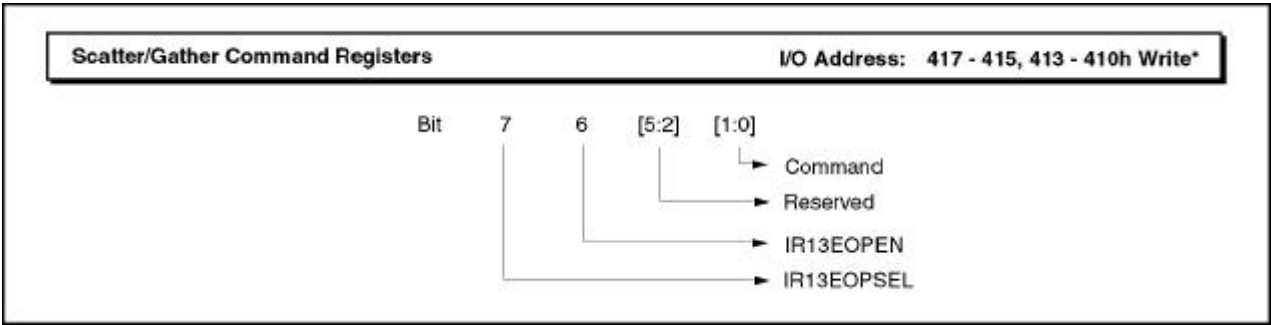 Scatter/Gather Command Registers I/O Address: 417 - 415, 413 - 410h Write*
Bit 7 6 [5:2] [1:0]
Command
Reserved
IR13EOPEN
IR13EOPSEL